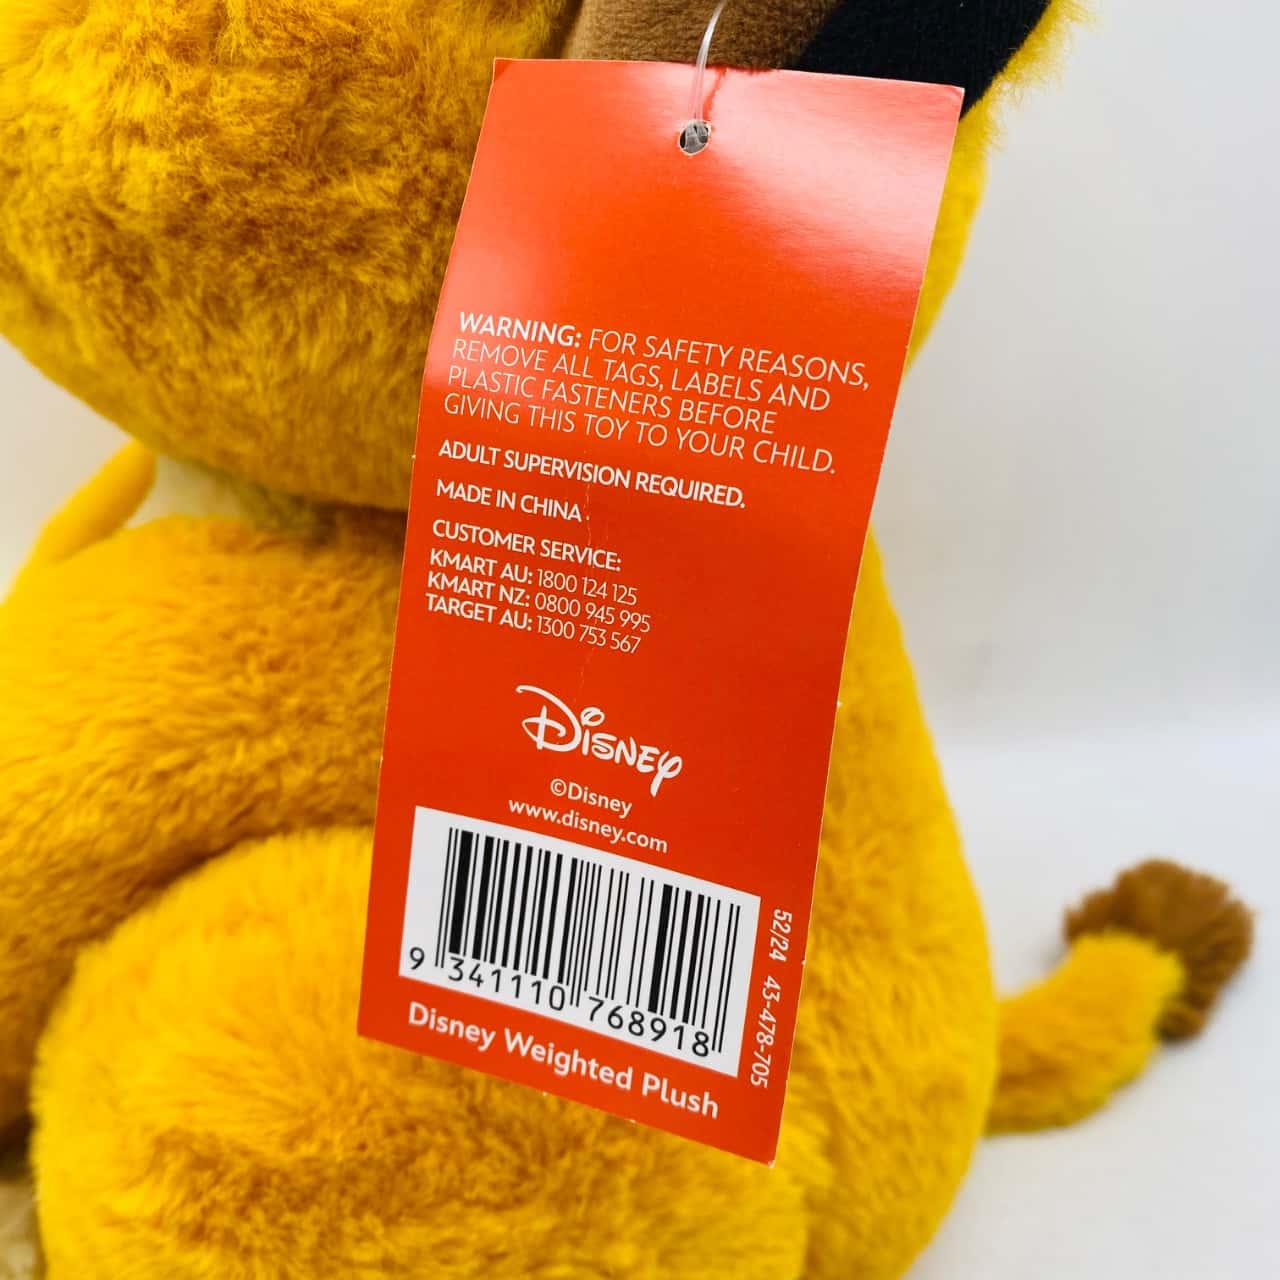 WARNING: FOR SAFETY REASONS,
REMOVE ALL TAGS, LABELS AND
PLASTIC FASTENERS BEFORE
GIVING THIS TOY TO YOUR CHILD.
ADULT SUPERVISION REQUIRED.
MADE IN CHINA.
CUSTOMER SERVICE:
KMART AU: 1800 124 125
KMART NZ: 0800 945 995
TARGET AU: 1300 753 567
Disney
©Disney
www.disney.com
9 341110 768918
52/24 43-478-705
Disney Weighted Plush